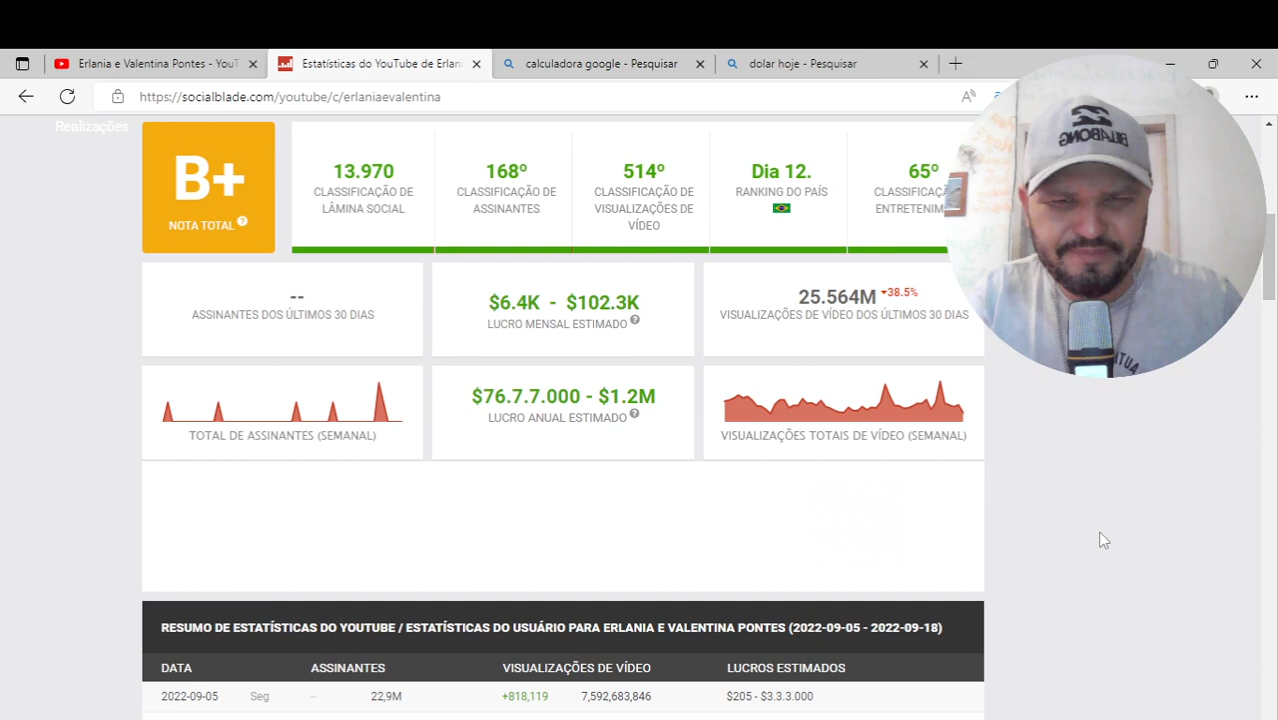 Erlania e Valentina Pontes - YouT
Estatísticas do YouTube de Erlan
calculadora google - Pesquisar
dolar hoje - Pesquisar
https://socialblade.com/youtube/c/erlaniaevalentina
Realizações
B+
NOTA TOTAL
13.970
CLASSIFICAÇÃO DE
LÂMINA SOCIAL
168º
CLASSIFICAÇÃO DE
ASSINANTES
514º
CLASSIFICAÇÃO DE
VISUALIZAÇÕES DE
VÍDEO
Dia 12.
RANKING DO PAÍS
65º
CLASSIFICAÇ
ENTRETENIM
BILLABONG
--
ASSINANTES DOS ÚLTIMOS 30 DIAS
$6.4K - $102.3K
LUCRO MENSAL ESTIMADO
25.564M 38.5%
VISUALIZAÇÕES DE VÍDEO DOS ÚLTIMOS 30 DIAS
TOTAL DE ASSINANTES (SEMANAL)
$76.7.7.000 - $1.2M
LUCRO ANUAL ESTIMADO
VISUALIZAÇÕES TOTAIS DE VÍDEO (SEMANAL)
RESUMO DE ESTATÍSTICAS DO YOUTUBE / ESTATÍSTICAS DO USUÁRIO PARA ERLANIA E VALENTINA PONTES (2022-09-05 - 2022-09-18)
DATA ASSINANTES VISUALIZAÇÕES DE VÍDEO LUCROS ESTIMADOS
2022-09-05 Seg -- 22,9M +818,119 7,592,683,846 $205 - $3.3.3.000